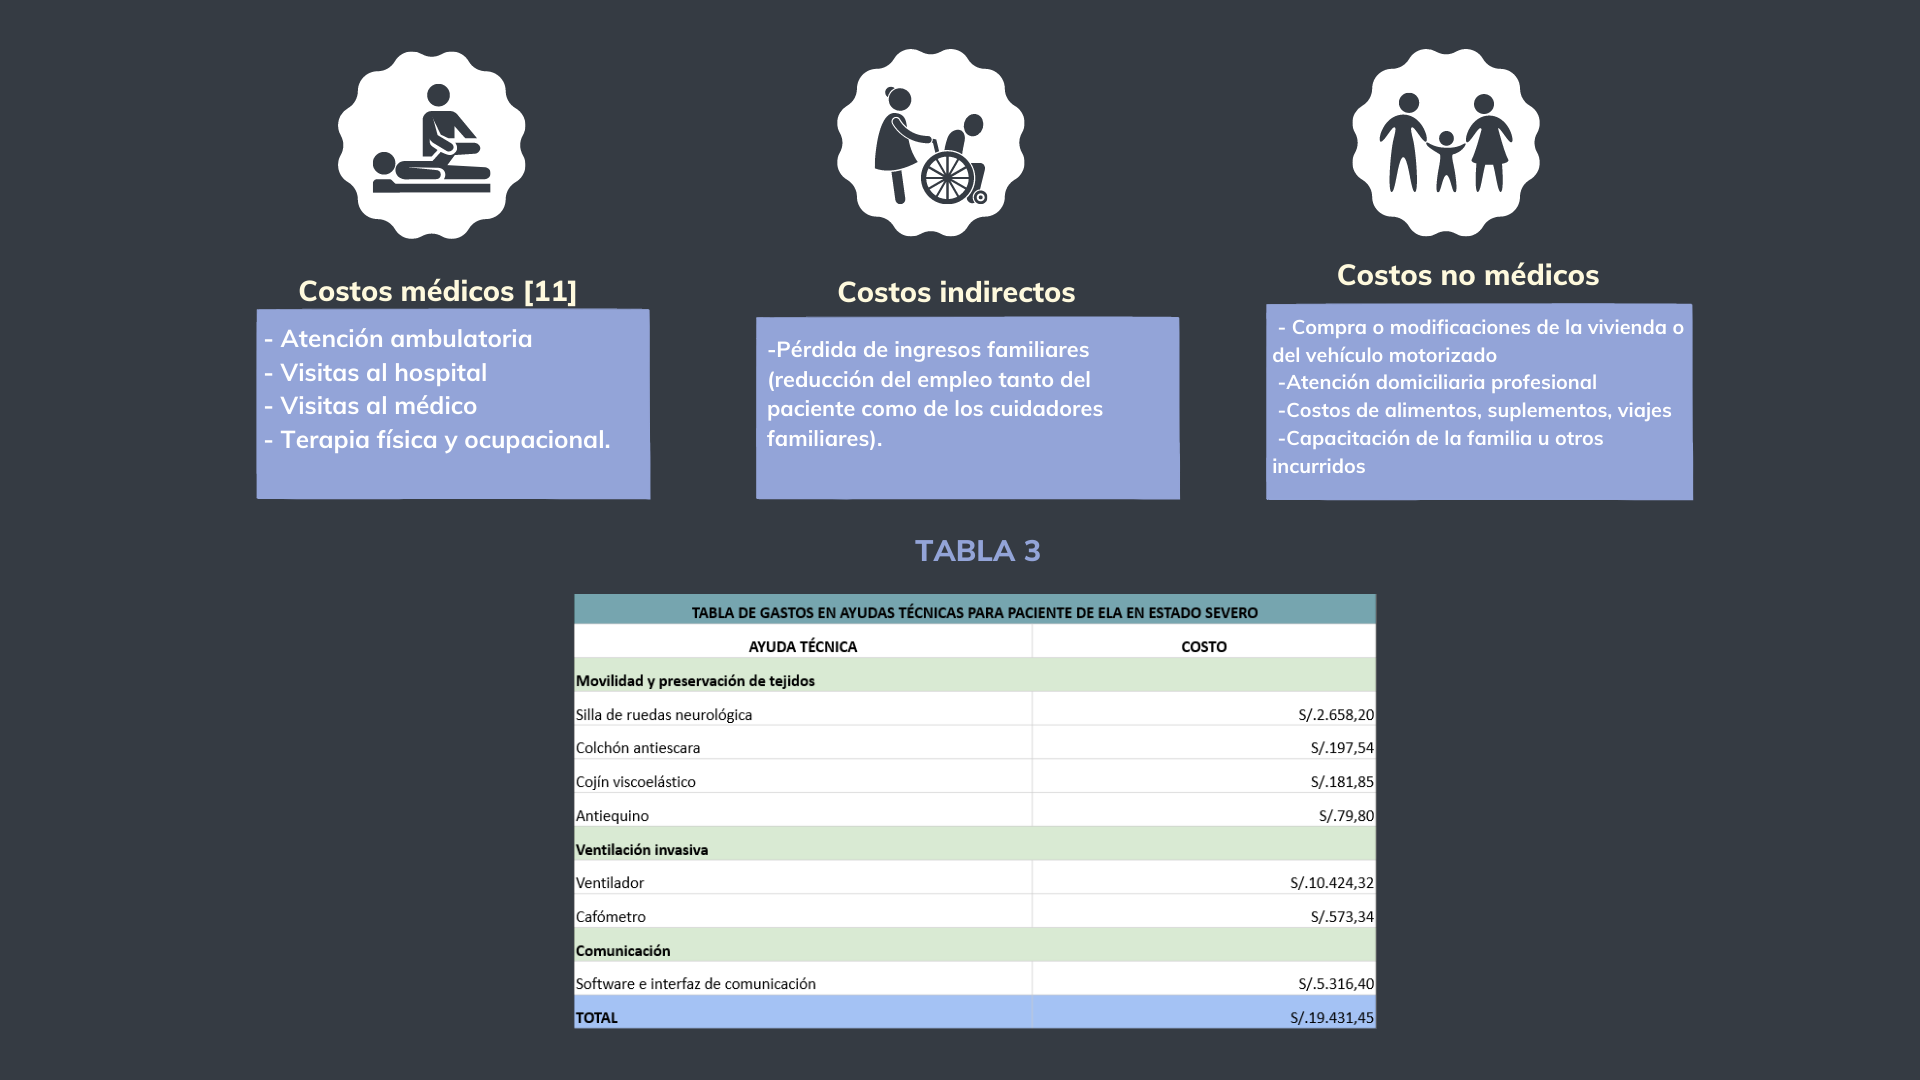 Costos médicos [11]
- Atención ambulatoria
- Visitas al hospital
- Visitas al médico
- Terapia física y ocupacional.
Costos indirectos
-Pérdida de ingresos familiares
(reducción del empleo tanto del
paciente como de los cuidadores
familiares).
Costos no médicos
- Compra o modificaciones de la vivienda o
del vehículo motorizado
-Atención domiciliaria profesional
-Costos de alimentos, suplementos, viajes
-Capacitación de la familia u otros
incurridos
TABLA 3
TABLA DE GASTOS EN AYUDAS TÉCNICAS PARA PACIENTE DE ELA EN ESTADO SEVERO
AYUDA TÉCNICA COSTO
Movilidad y preservación de tejidos
Silla de ruedas neurológica S/.2.658,20
Colchón antiescara S/.197,54
Cojín viscoelástico S/.181,85
Antiequino S/.79,80
Ventilación invasiva
Ventilador S/.10.424,32
Cafómetro S/.573,34
Comunicación
Software e interfaz de comunicación S/.5.316,40
TOTAL S/.19.431,45